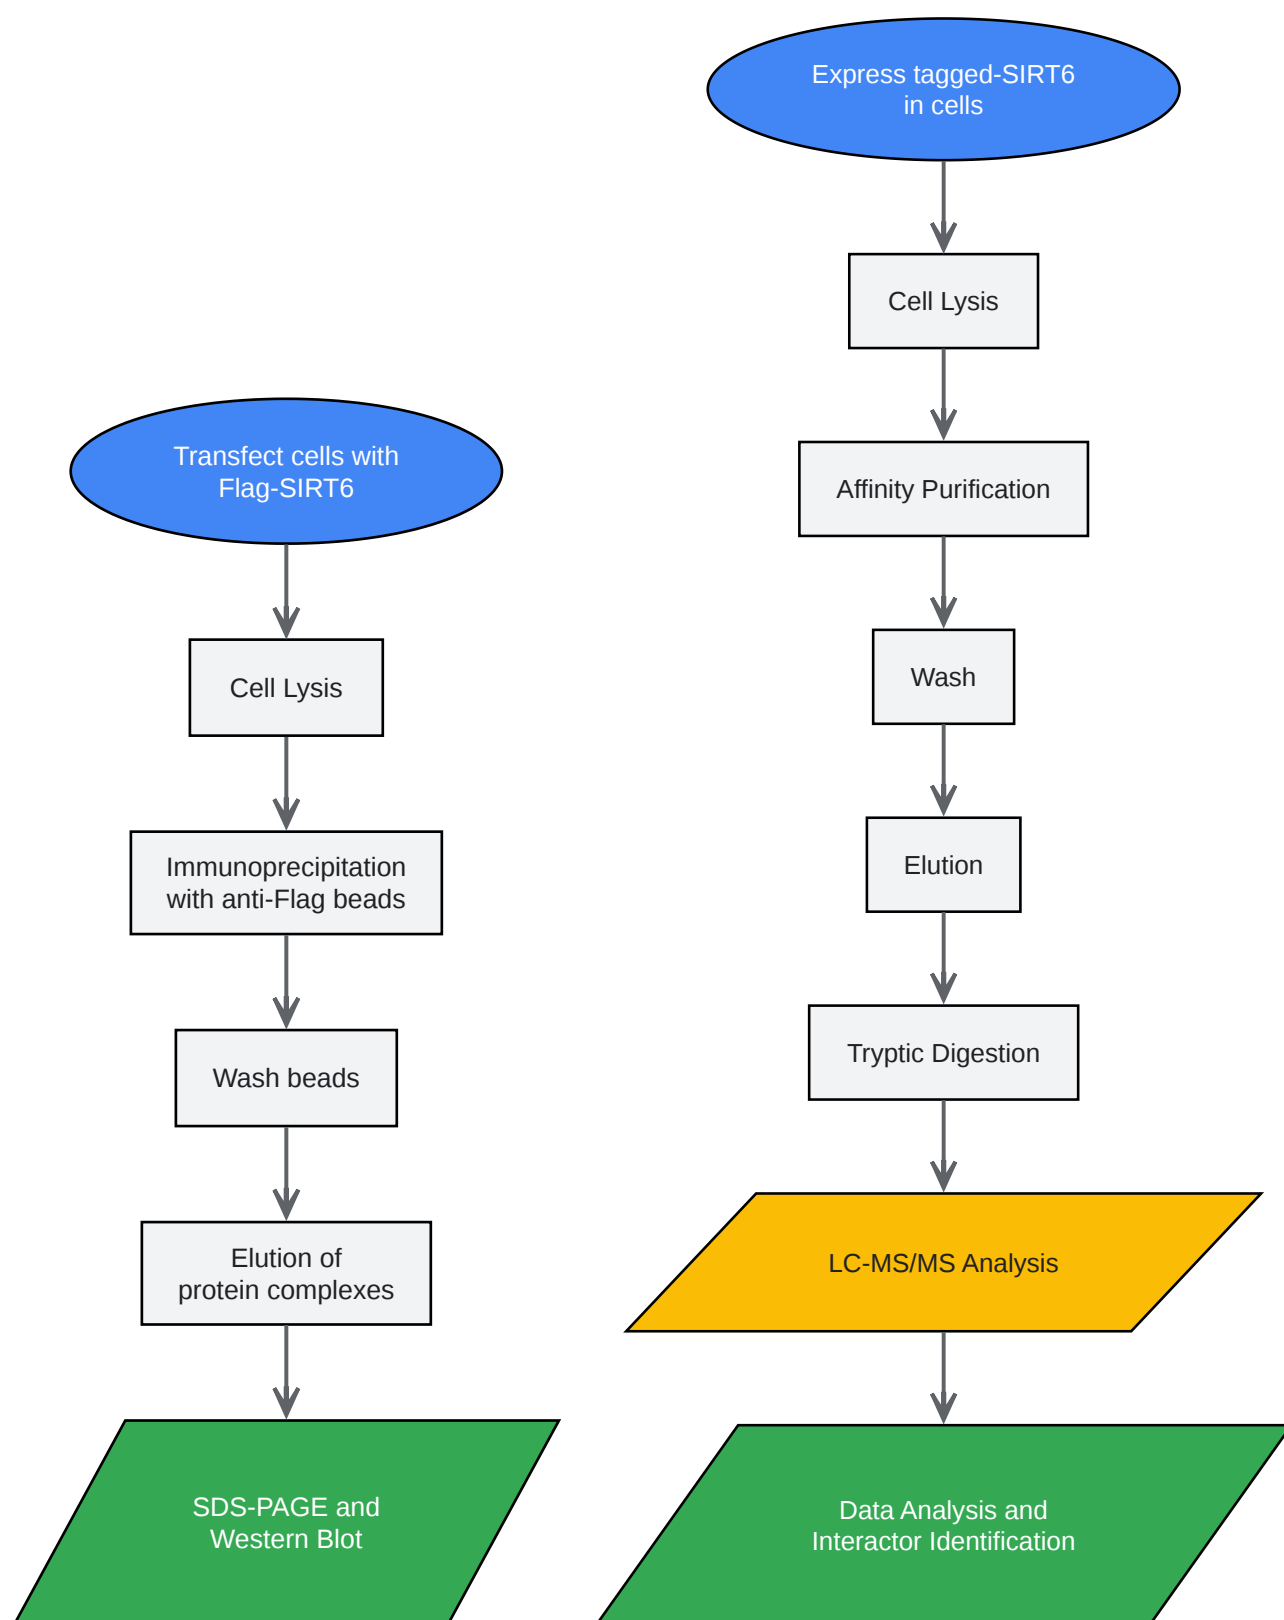 Transfect cells with
Flag-SIRT6
Cell Lysis
Immunoprecipitation
with anti-Flag beads
Wash beads
Elution of
protein complexes
SDS-PAGE and
Western Blot
Express tagged-SIRT6
in cells
Cell Lysis
Affinity Purification
Wash
Elution
Tryptic Digestion
LC-MS/MS Analysis
Data Analysis and
Interactor Identification